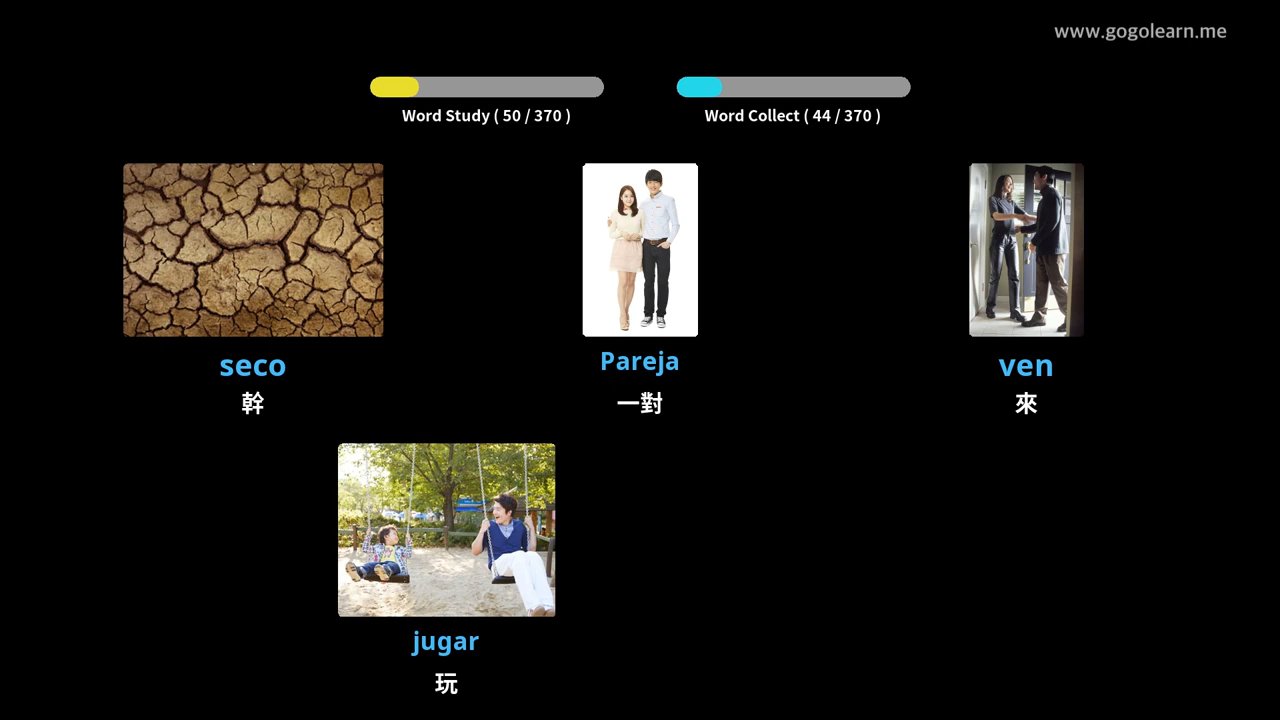 www.gogolearn.me
Word Study ( 50 / 370 )
Word Collect ( 44 / 370 )
seco
幹
Pareja
一對
ven
來
jugar
玩